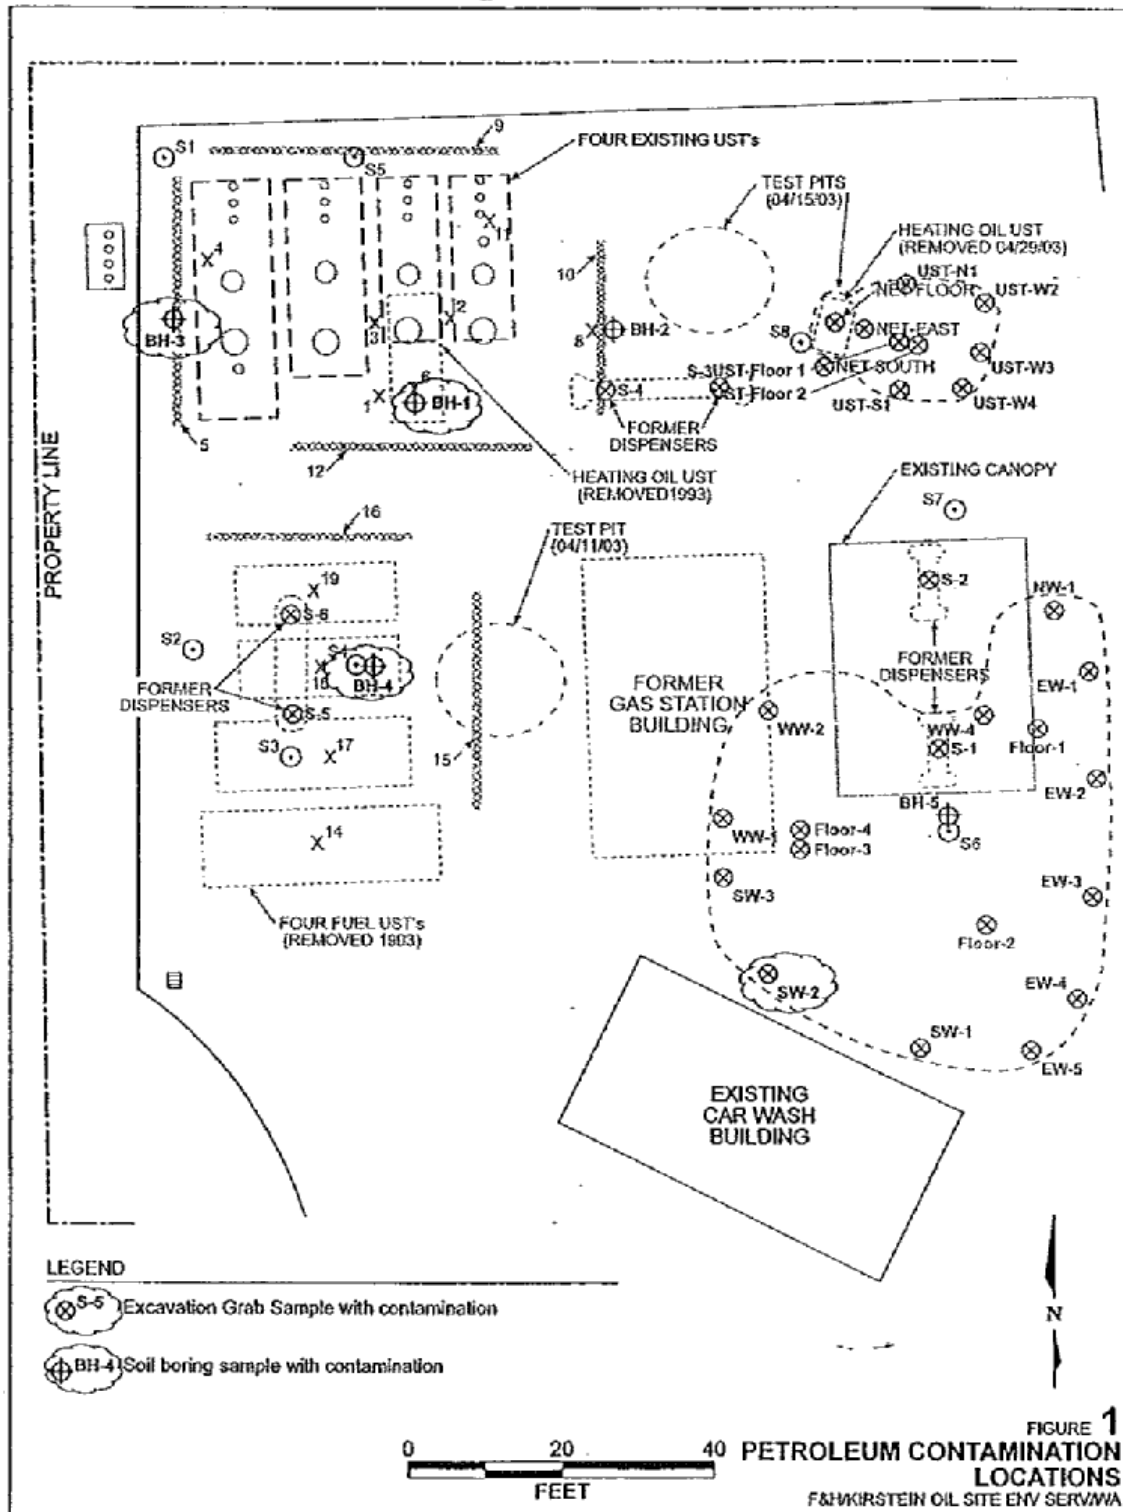 9
S1
S5
FOUR EXISTING UST's
TEST PITS
(04/15/03)
HEATING OIL UST
(REMOVED 04/29/03)
4
11
10
UST-N1
UST-W2
BH-3
3
2
8
BH-2
S8
NET-EAST
UST-W3
S-3
UST-Floor 1
NET-SOUTH
1
6
BH-1
S-4
UST-Floor 2
UST-S1
UST-W4
FORMER
DISPENSERS
5
12
HEATING OIL UST
(REMOVED 1993)
EXISTING CANOPY
PROPERTY LINE
16
TEST PIT
(04/11/03)
S7
19
S-6
S-2
NW-1
S2
S4
BH-4
FORMER
DISPENSERS
FORMER
GAS STATION
BUILDING
FORMER
DISPENSERS
EW-1
S-5
WW-2
WW-4
S-1
Floor-1
S3
17
15
EW-2
BH-5
14
WW-1
Floor-4
Floor-3
S6
SW-3
EW-3
FOUR FUEL UST's
Floor-2
SW-2
EW-4
SW-1
EW-5
EXISTING
CAR WASH
BUILDING
LEGEND
S-5 Excavation Grab Sample with contamination
BH-4 Soil boring sample with contamination
N
0 20 40
FEET
FIGURE 1
PETROLEUM CONTAMINATION
LOCATIONS
F&H/KIRSTEIN OIL SITE ENV SERV/WA